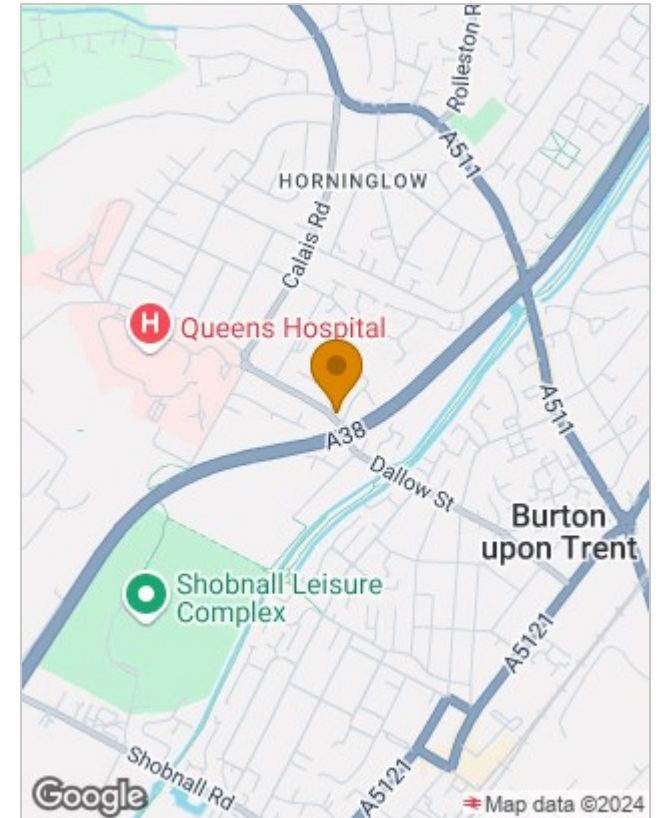 Rolleston R
A511
HORNINGLOW
Calais Rd
H
Queens Hospital
A511
A38
Dallow St
Burton
upon Trent
Shobnall Leisure
Complex
A5121
Shobnall Rd
A5121
Google
Map data ©2024